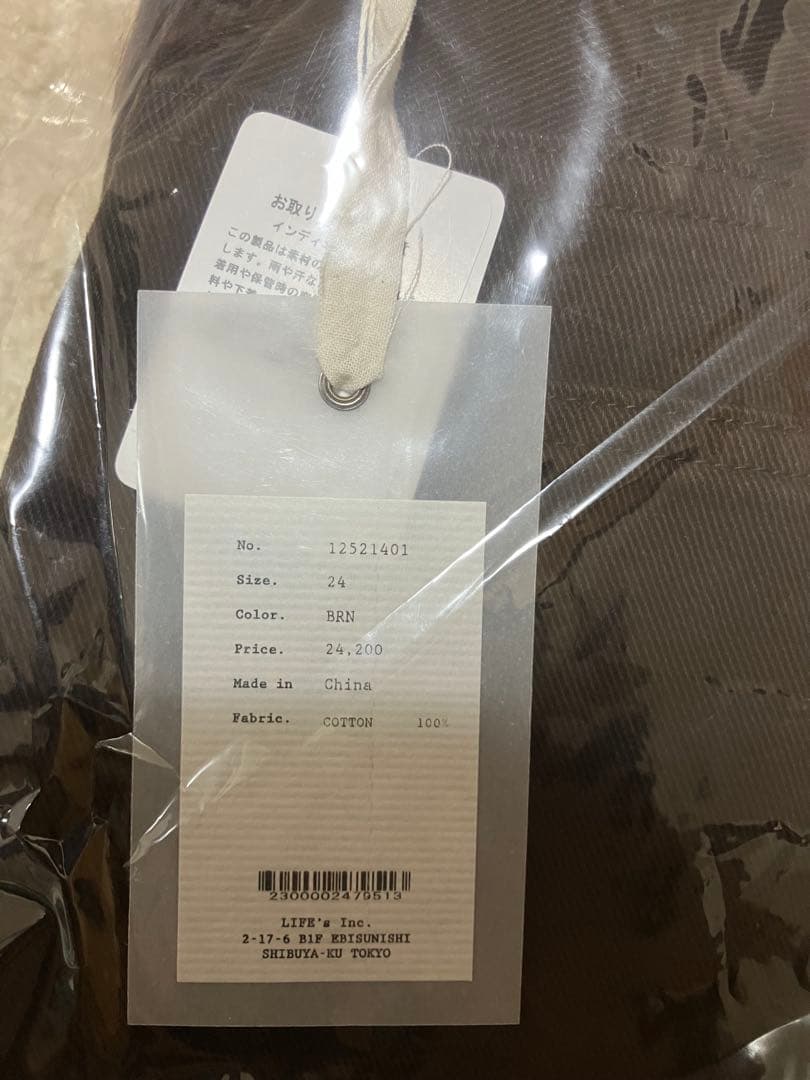 お取り
インディ
この製品は素材の
します。雨や汗な
着用や保管時の
料や下着
No. 12521401
Size. 24
Color. BRN
Price. 24,200
Made in China
Fabric. COTTON 100%
2300002479513
LIFE's Inc.
2-17-6 B1F EBISUNISHI
SHIBUYA-KU TOKYO